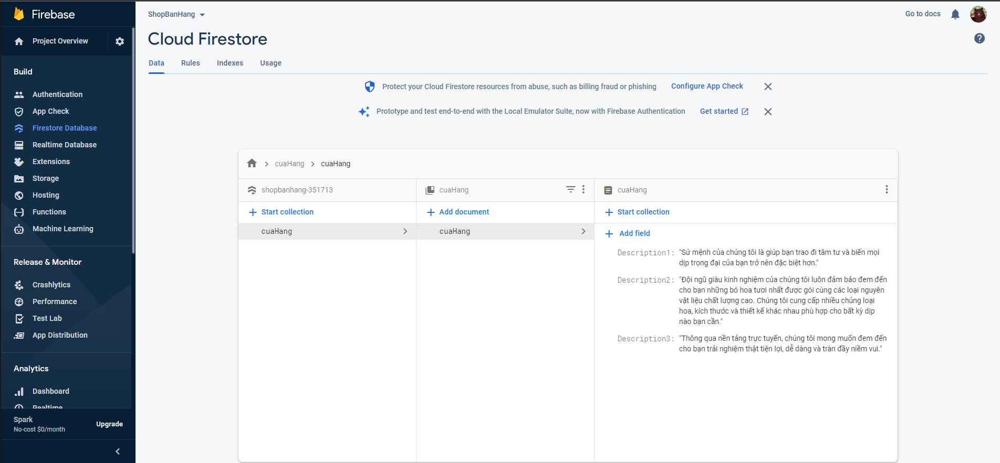 Firebase
Project Overview
Build
Authentication
App Check
Firestore Database
Realtime Database
Extensions
Storage
Hosting
Functions
Machine Learning
Release & Monitor
Crashlytics
Performance
Test Lab
App Distribution
Analytics
Dashboard
Realtime
Spark
No-cost $0/month
Upgrade
ShopBanHang
Go to docs
Cloud Firestore
Data
Rules
Indexes
Usage
Protect your Cloud Firestore resources from abuse, such as billing fraud or phishing
Configure App Check
Prototype and test end-to-end with the Local Emulator Suite, now with Firebase Authentication
Get started
cuaHang
cuaHang
shopbanhang-351713
Start collection
cuaHang
cuaHang
Add document
cuaHang
cuaHang
Start collection
Add field
Description1: "Sứ mệnh của chúng tôi là giúp bạn trao đi tâm tư và biến mọi
dịp trọng đại của bạn trở nên đặc biệt hơn."
Description2: "Đội ngũ giàu kinh nghiệm của chúng tôi luôn đảm bảo đem đến
cho bạn những bó hoa tươi nhất được gói cùng các loại nguyên
vật liệu chất lượng cao. Chúng tôi cung cấp nhiều chủng loại
hoa, kích thước và thiết kế khác nhau phù hợp cho bất kỳ dịp
nào bạn cần."
Description3: "Thông qua nền tảng trực tuyến, chúng tôi mong muốn đem đến
cho bạn trải nghiệm thật tiện lợi, dễ dàng và tràn đầy niềm vui."